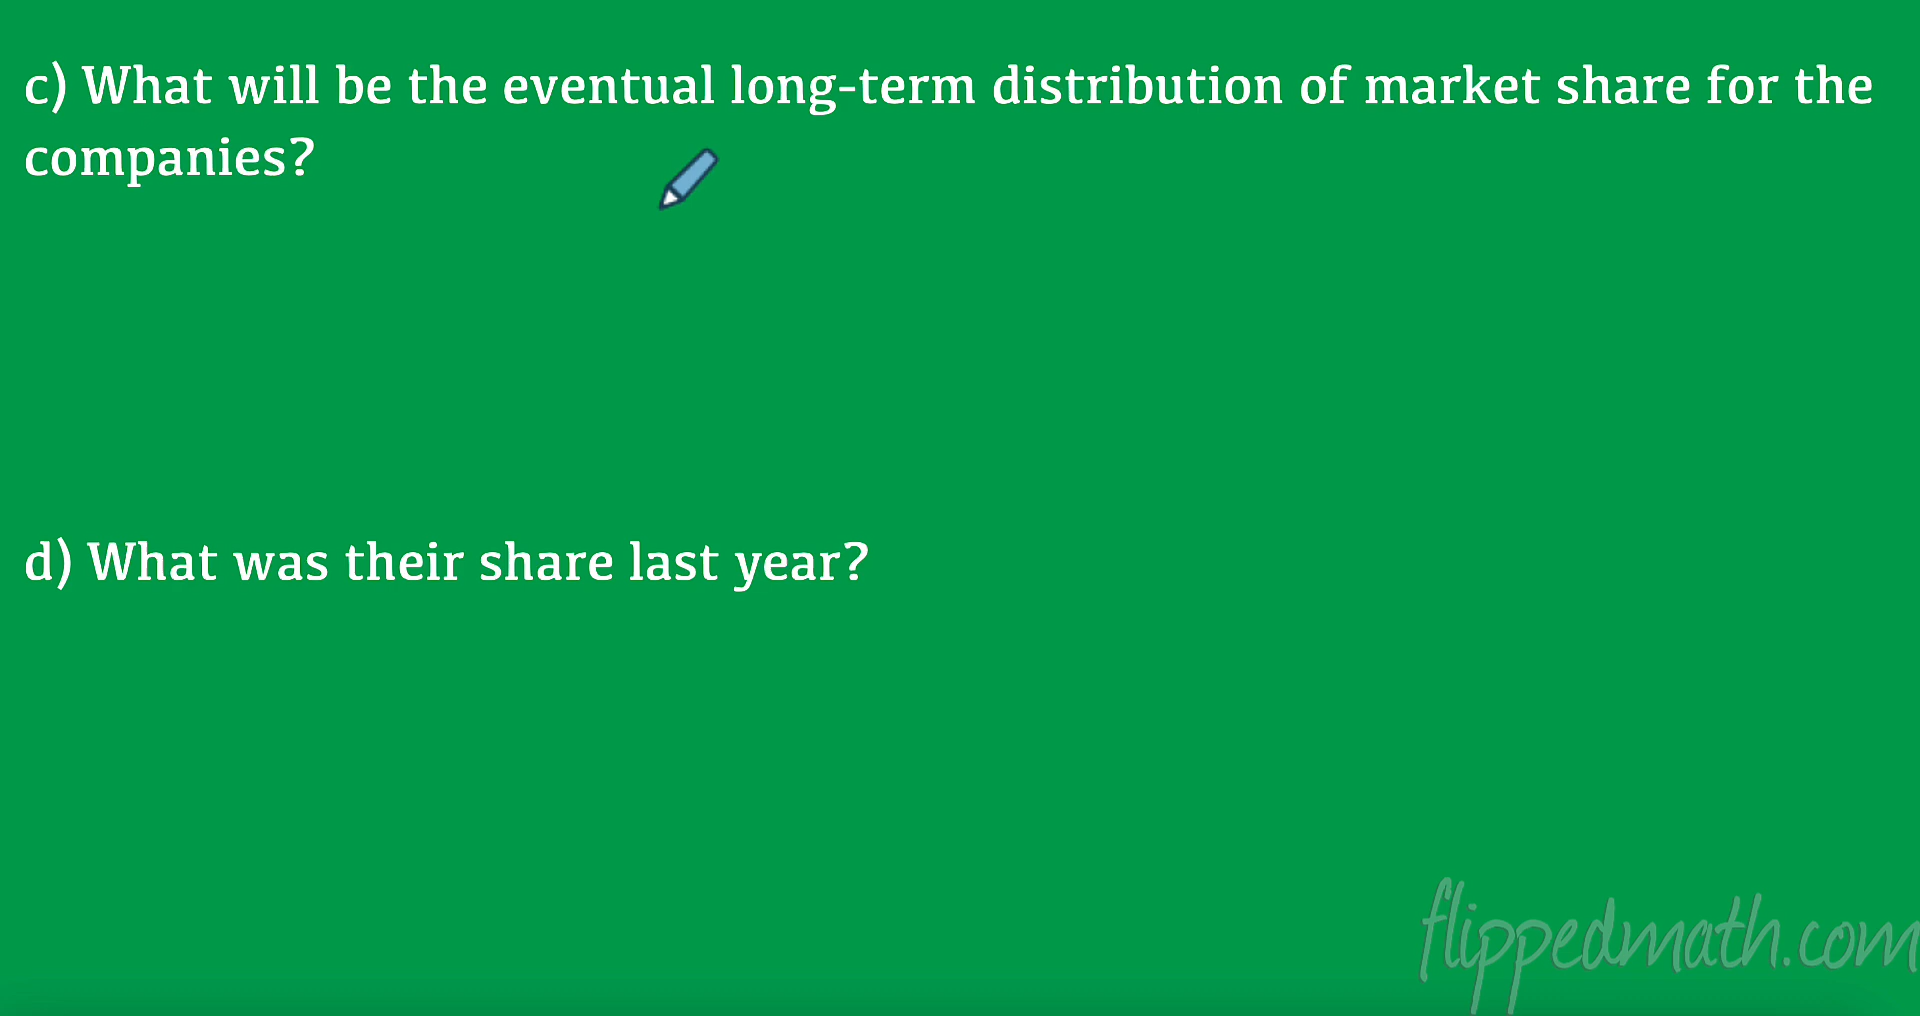 c) What will be the eventual long-term distribution of market share for the
companies?
d) What was their share last year?
flippedmath.com